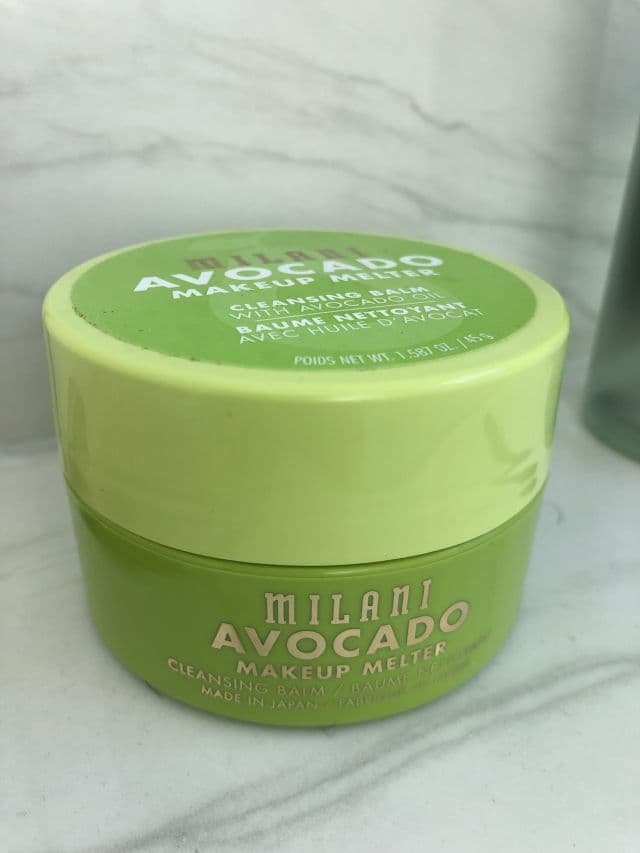 MILANI
AVOCADO
MAKEUP MELTER
CLEANSING BALM
WITH AVOCADO OIL
BAUME NETTOYANT
AVEC HUILE D'AVOCAT
POIDS NET WT. 1.587 OZ. / 45 g
MILANI
AVOCADO
MAKEUP MELTER
CLEANSING BALM / BAUME
MADE IN JAPAN /